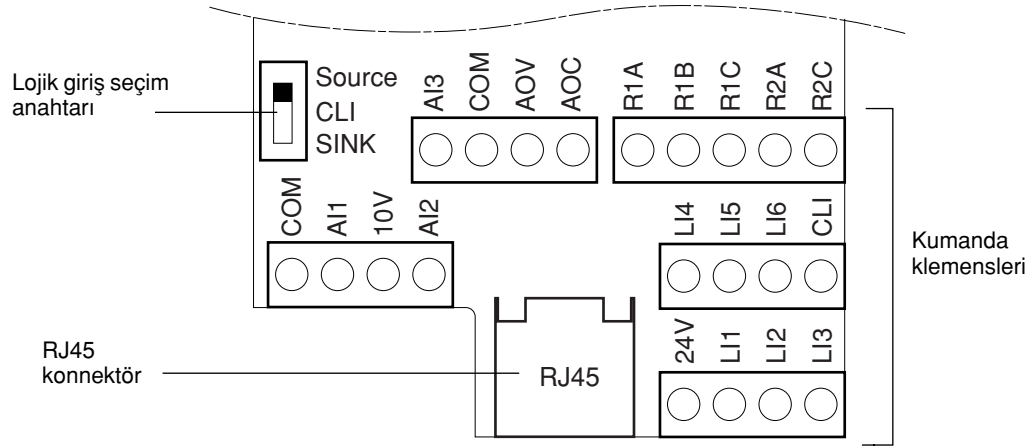 Lojik giriş seçim
anahtarı
Source
CLI
SINK
AI3
COM
AOV
AOC
R1A
R1B
R1C
R2A
R2C
COM
AI1
10V
AI2
LI4
LI5
LI6
CLI
Kumanda
klemensleri
24V
LI1
LI2
LI3
RJ45
konnektör
RJ45